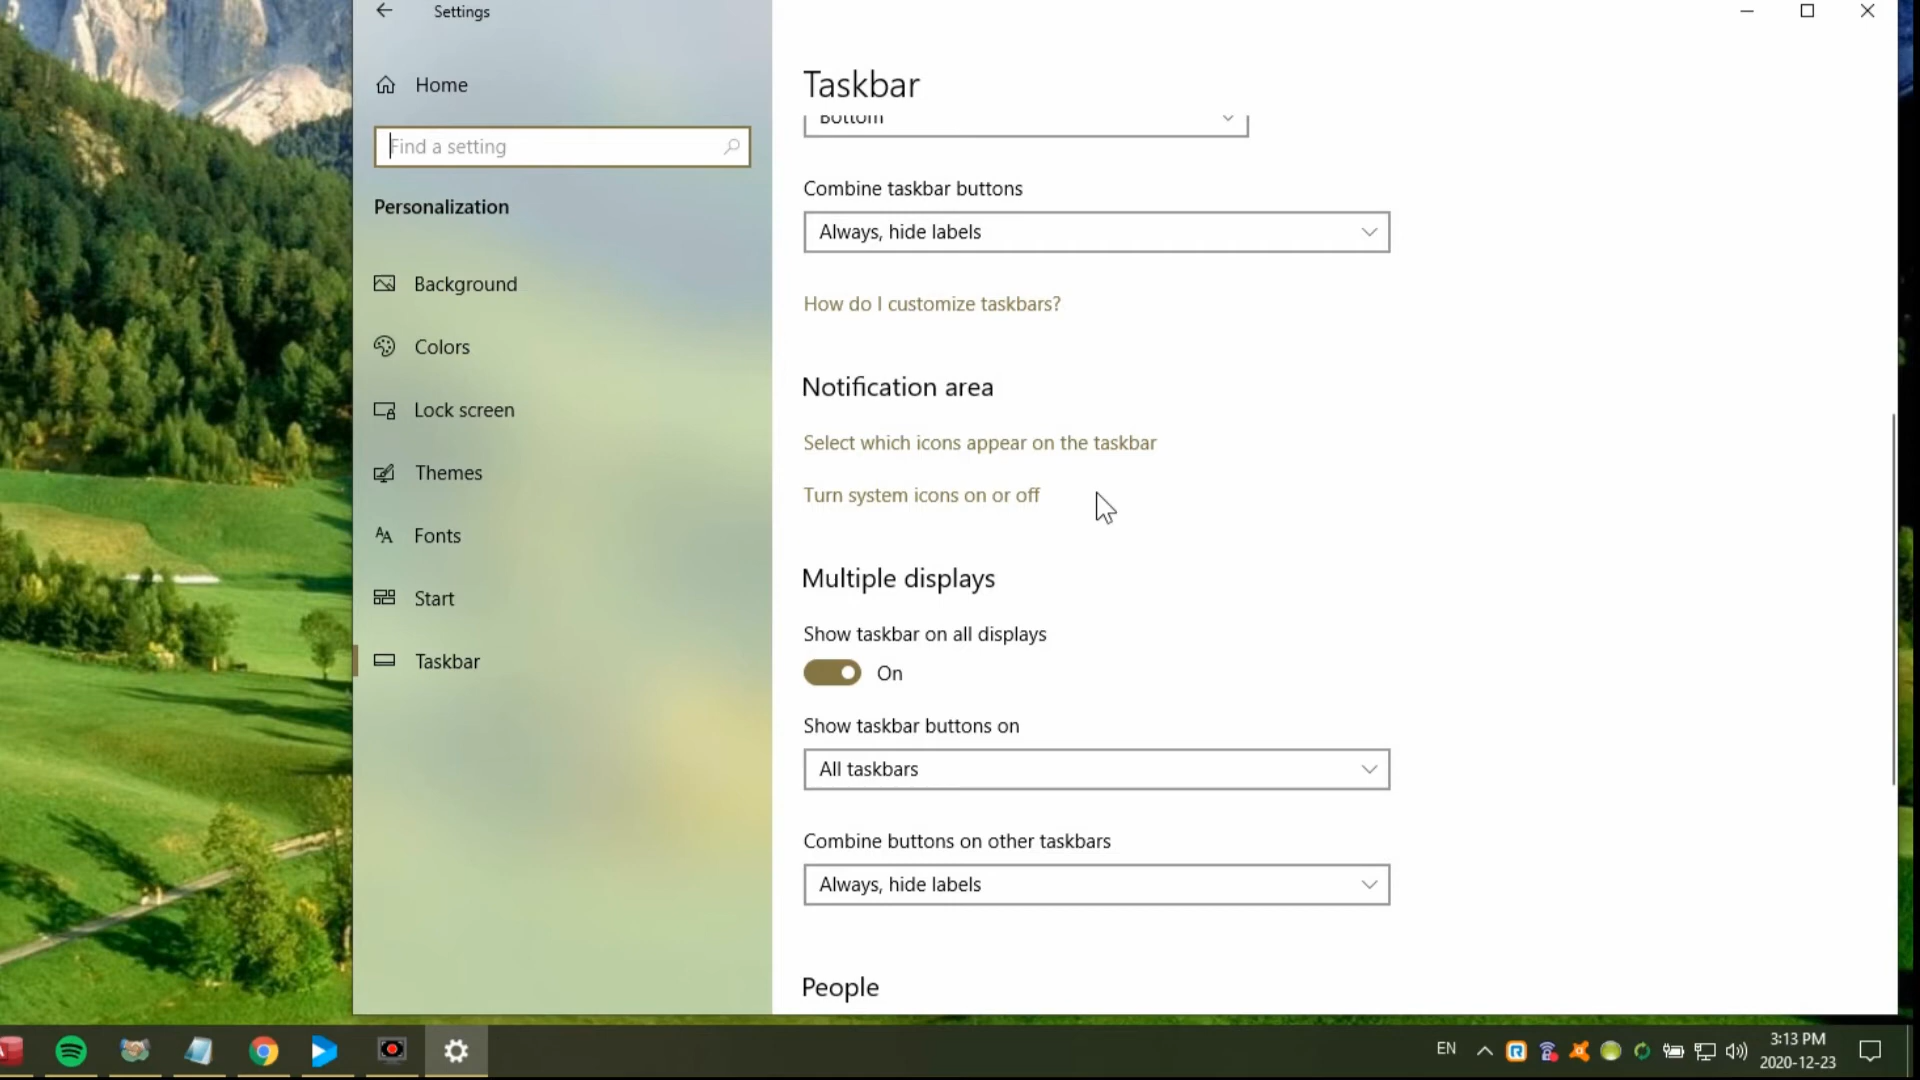 Settings
Home
Find a setting
Personalization
Background
Colors
Lock screen
Themes
Fonts
Start
Taskbar
Taskbar
Bottom
Combine taskbar buttons
Always, hide labels
How do I customize taskbars?
Notification area
Select which icons appear on the taskbar
Turn system icons on or off
Multiple displays
Show taskbar on all displays
On
Show taskbar buttons on
All taskbars
Combine buttons on other taskbars
Always, hide labels
People
EN
3:13 PM
2020-12-23